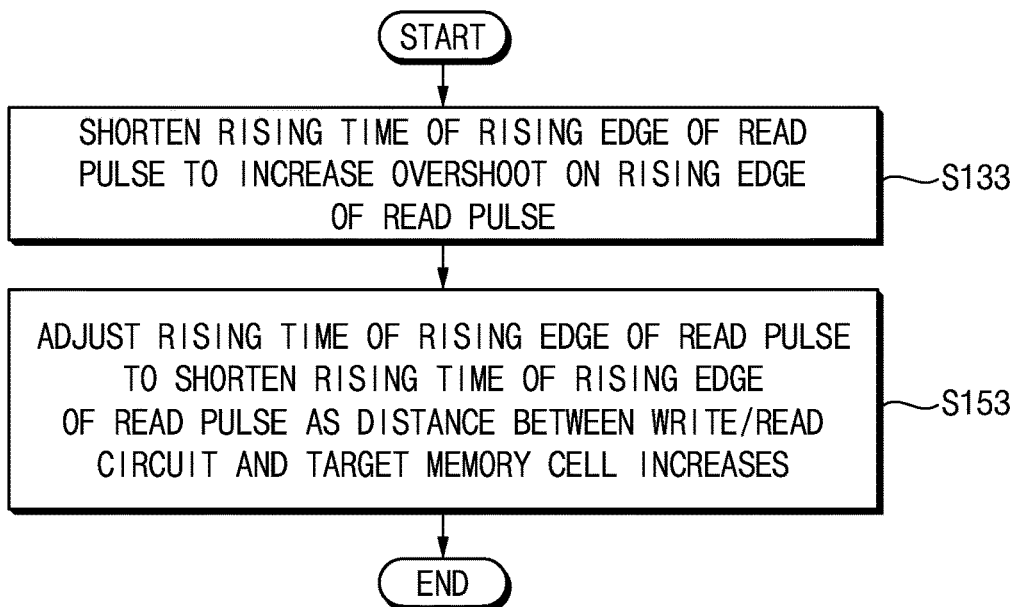 START
SHORTEN RISING TIME OF RISING EDGE OF READ
PULSE TO INCREASE OVERSHOOT ON RISING EDGE
OF READ PULSE
S133
ADJUST RISING TIME OF RISING EDGE OF READ PULSE
TO SHORTEN RISING TIME OF RISING EDGE
OF READ PULSE AS DISTANCE BETWEEN WRITE/READ
CIRCUIT AND TARGET MEMORY CELL INCREASES
S153
END